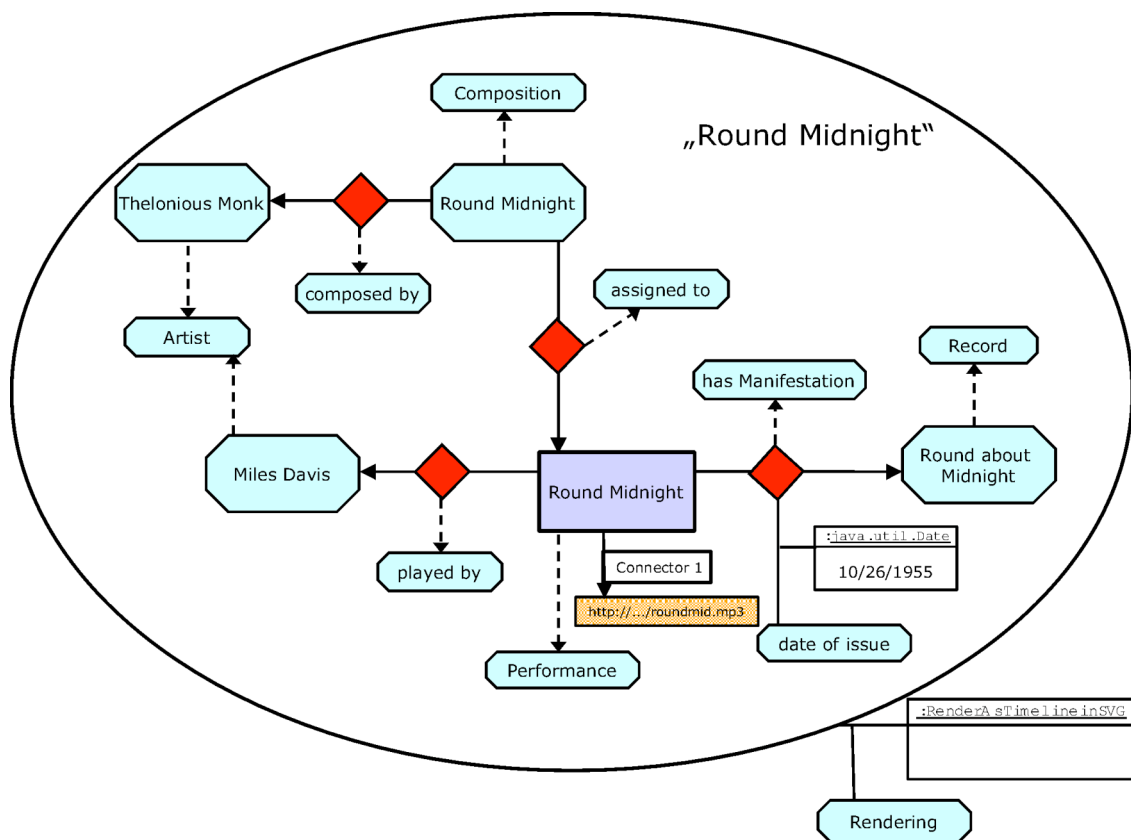 Composition
„Round Midnight“
Thelonious Monk
Round Midnight
composed by
assigned to
Artist
Record
has Manifestation
Miles Davis
Round Midnight
Round about
Midnight
:java.util.Date
10/26/1955
played by
Connector 1
http://.../roundmid.mp3
date of issue
Performance
:RenderAsTimelineinSVG
Rendering